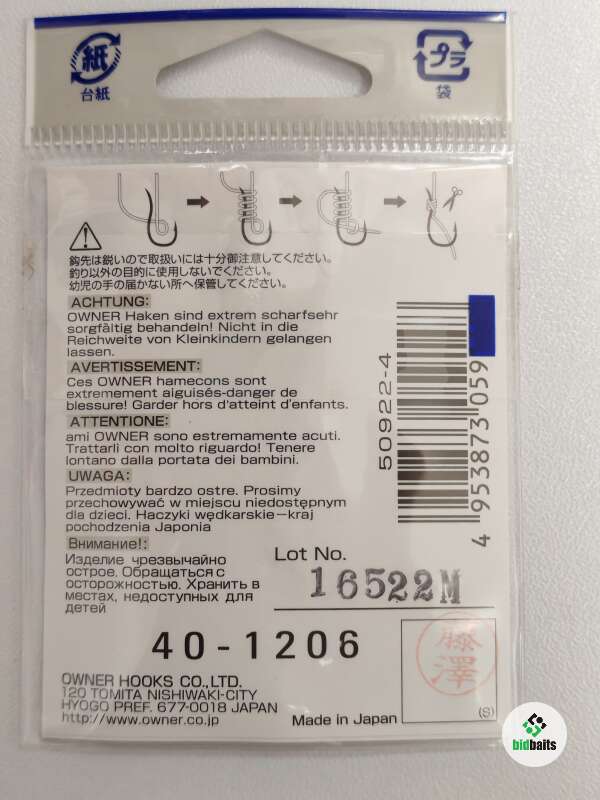 紙
台紙
プラ
袋
鈎先は鋭いので取扱いには十分御注意してください。
釣り以外の目的に使用しないでください。
幼児の手の届かない所へ保管してください。
ACHTUNG:
OWNER Haken sind extrem scharfsehr
sorgfältig behandeln! Nicht in die
Reichweite von Kleinkindern gelangen
lassen.
AVERTISSEMENT:
Ces OWNER hamecons sont
extremement aiguisés-danger de
blessure! Garder hors d'atteint d'enfants.
ATTENTIONE:
ami OWNER sono estremamente acuti.
Trattarli con molto riguardo! Tenere
lontano dalla portata dei bambini.
UWAGA:
Przedmioty bardzo ostre. Prosimy
przechowywać w miejscu niedostępnym
dla dzieci. Haczyki wędkarskie—kraj
pochodzenia Japonia
Внимание!:
Изделие чрезвычайно
острое. Обращаться с
осторожностью. Хранить в
местах, недоступных для
детей
50922-4
4 953873 059
Lot No.
16522M
40-1206
OWNER HOOKS CO.,LTD.
120 TOMITA NISHIWAKI-CITY
HYOGO PREF. 677-0018 JAPAN
http://www.owner.co.jp
Made in Japan
藤澤
(S)
bidbaits